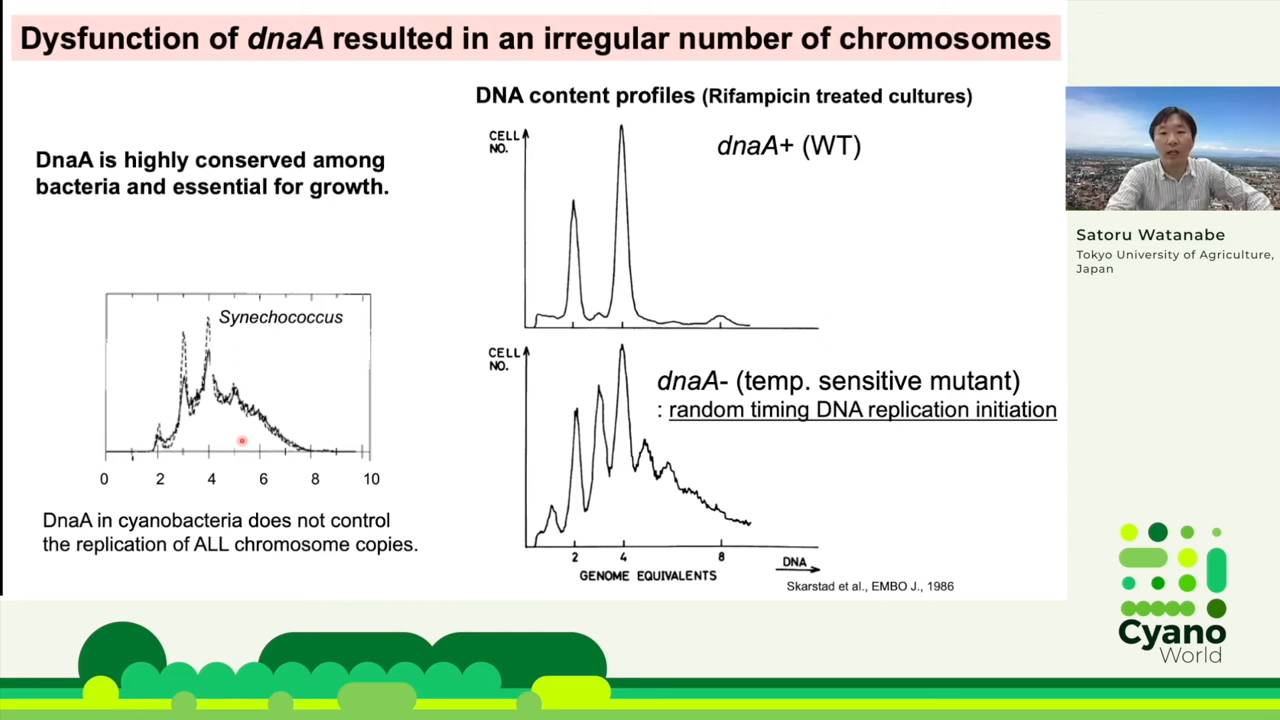 Dysfunction of dnaA resulted in an irregular number of chromosomes
DnaA is highly conserved among
bacteria and essential for growth.
Synechococcus
0 2 4 6 8 10
DnaA in cyanobacteria does not control
the replication of ALL chromosome copies.
DNA content profiles (Rifampicin treated cultures)
CELL
NO.
dnaA+ (WT)
CELL
NO.
dnaA- (temp. sensitive mutant)
: random timing DNA replication initiation
2 4 8
DNA
GENOME EQUIVALENTS
Skarstad et al., EMBO J., 1986
Satoru Watanabe
Tokyo University of Agriculture,
Japan
Cyano
World